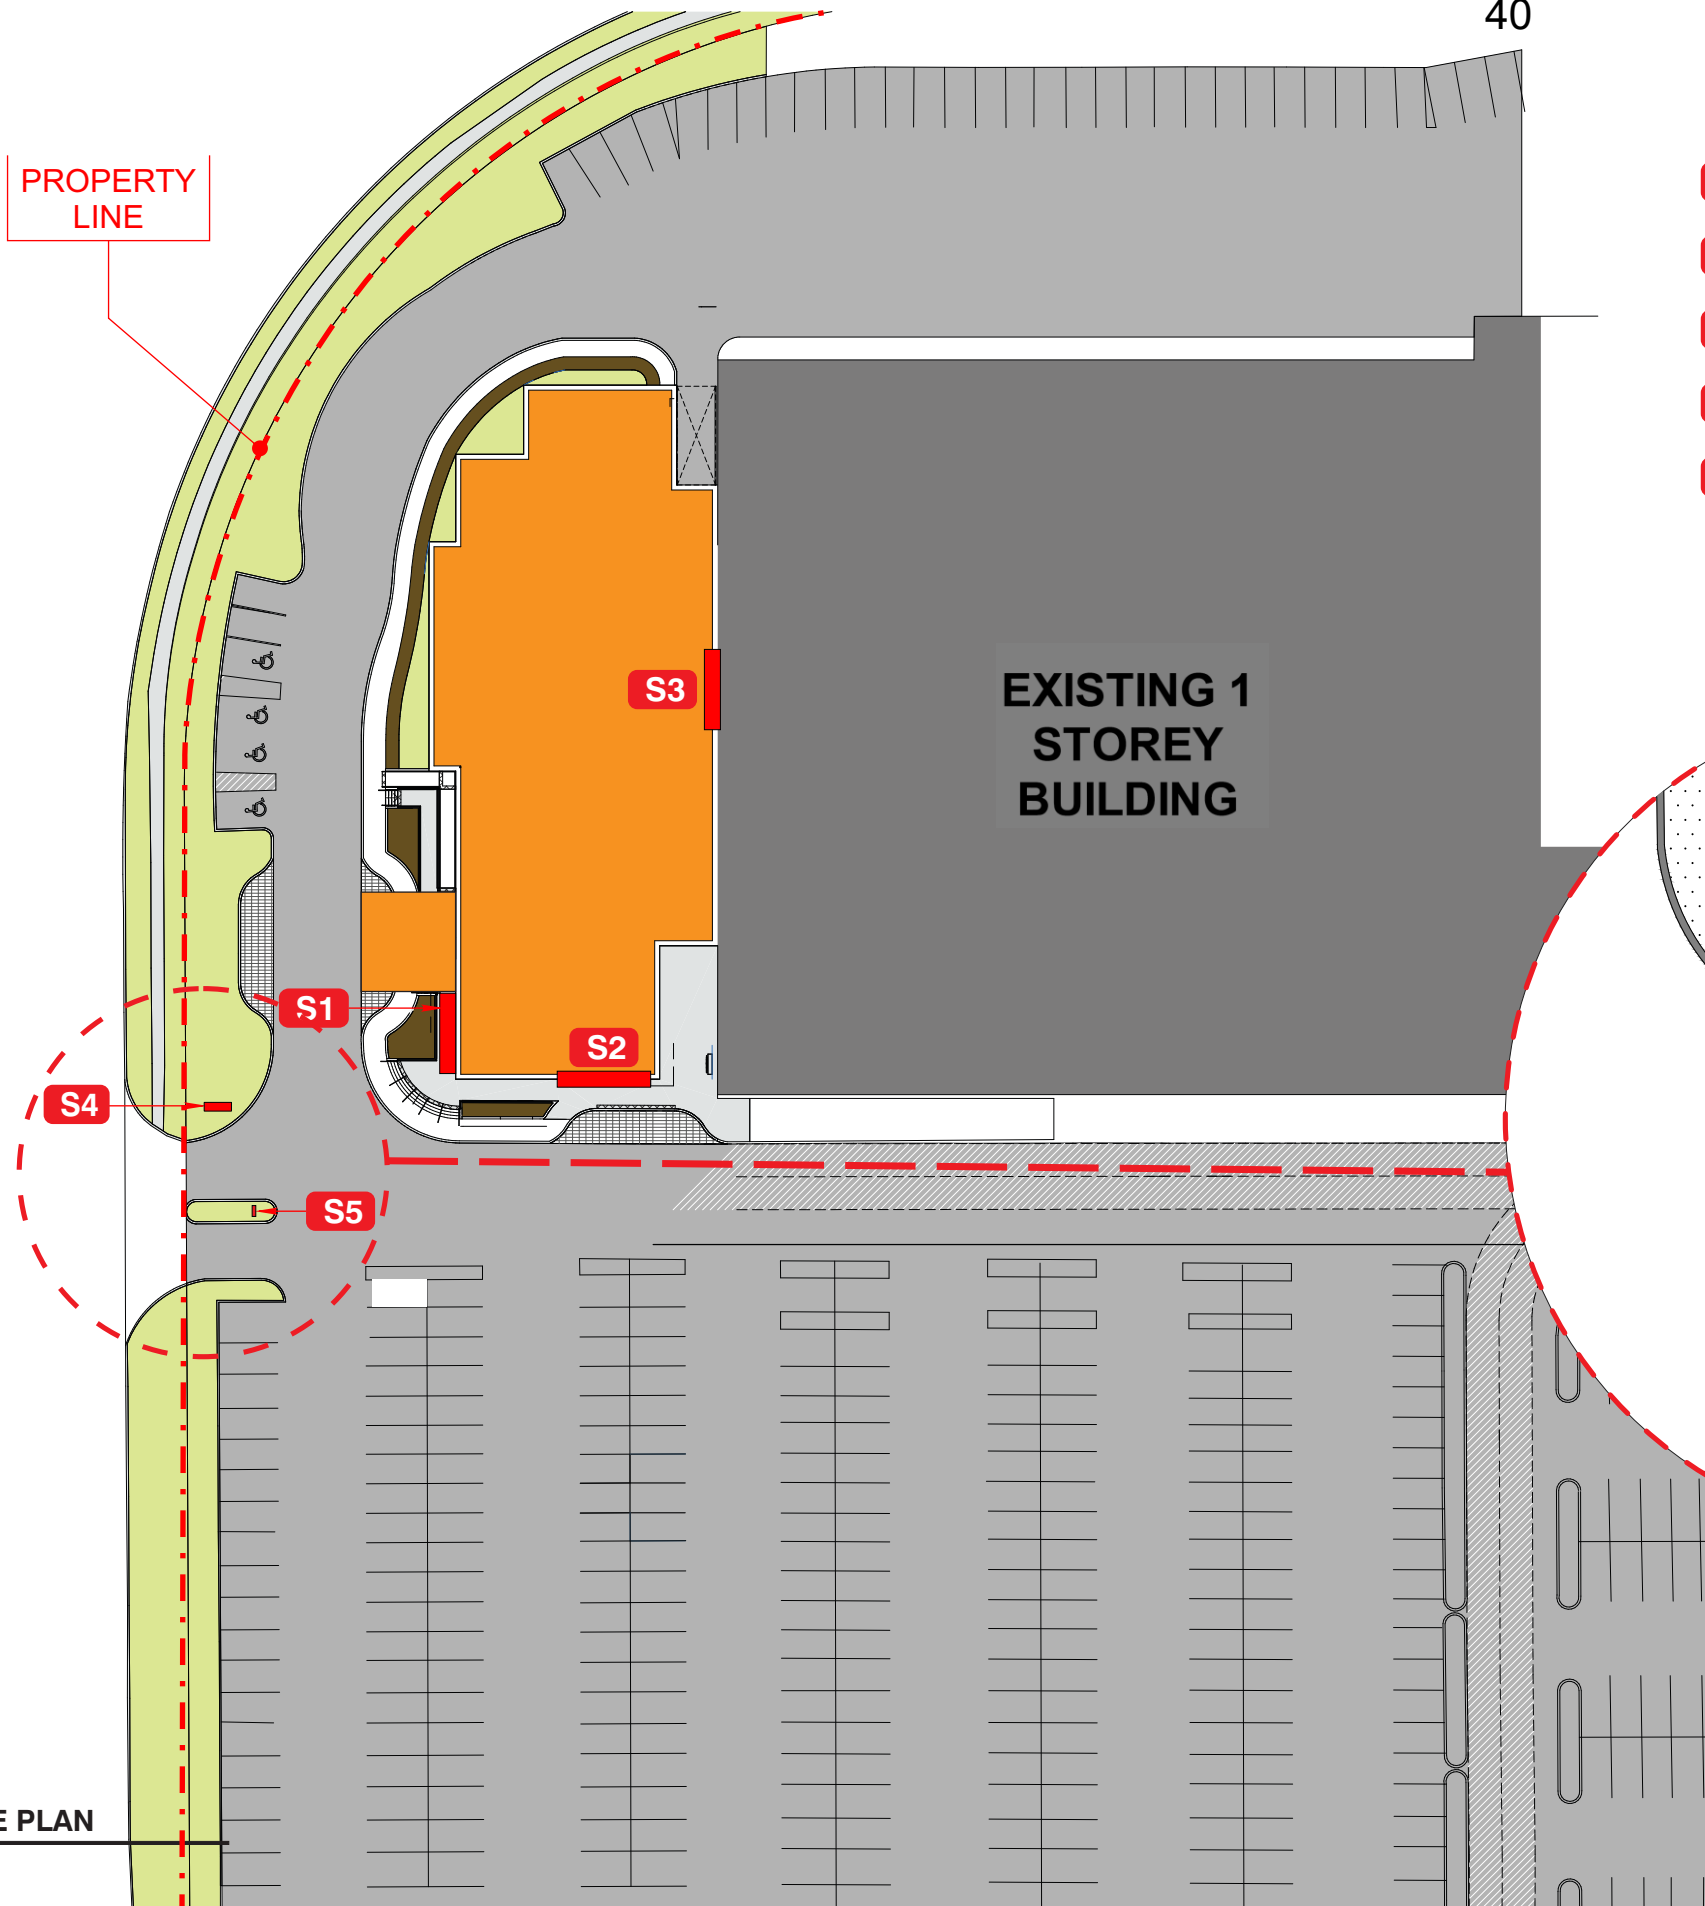 40
PROPERTY
LINE
S3
EXISTING 1
STOREY
BUILDING
S1
S2
S4
S5
E PLAN